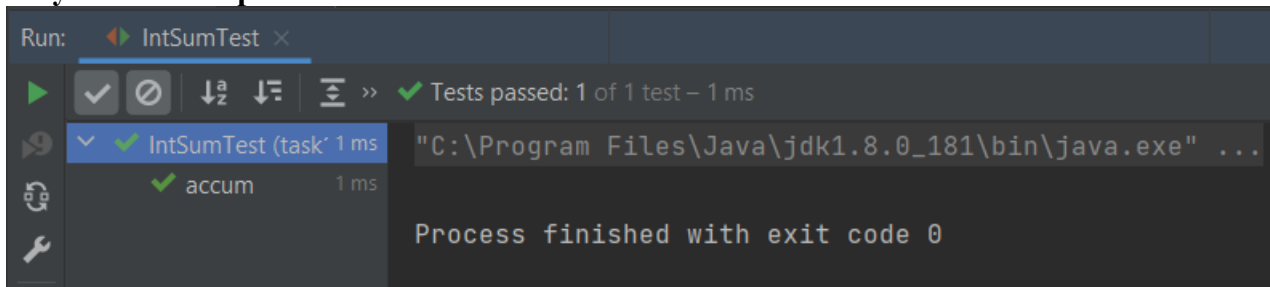 Run: IntSumTest ×
» Tests passed: 1 of 1 test – 1 ms
IntSumTest (task 1 ms
accum 1 ms
"C:\Program Files\Java\jdk1.8.0_181\bin\java.exe" ...
Process finished with exit code 0